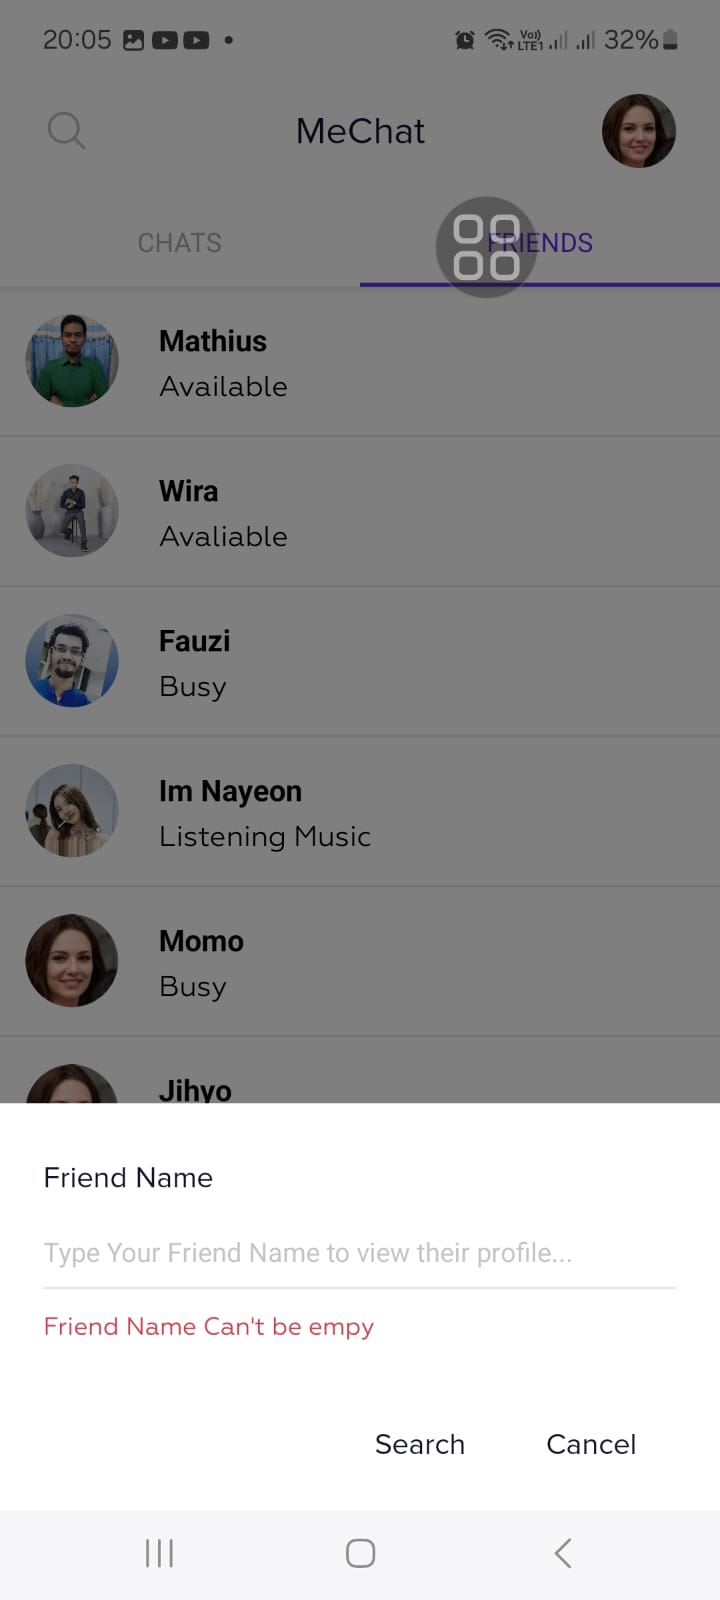 20:05 Vo)) LTE1 32%
MeChat
CHATS FRIENDS
Mathius
Available
Wira
Avaliable
Fauzi
Busy
Im Nayeon
Listening Music
Momo
Busy
Jihyo
Friend Name
Type Your Friend Name to view their profile...
Friend Name Can't be empy
Search Cancel